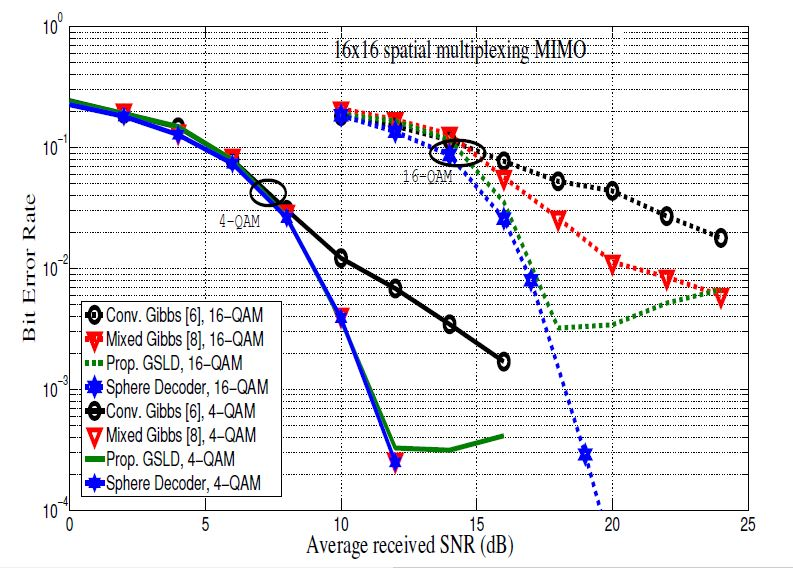 16x16 spatial multiplexing MIMO
10^0
10^-1
10^-2
10^-3
10^-4
Bit Error Rate
16-QAM
4-QAM
Conv. Gibbs [6], 16-QAM
Mixed Gibbs [8], 16-QAM
Prop. GSLD, 16-QAM
Sphere Decoder, 16-QAM
Conv. Gibbs [6], 4-QAM
Mixed Gibbs [8], 4-QAM
Prop. GSLD, 4-QAM
Sphere Decoder, 4-QAM
0 5 10 15 20 25
Average received SNR (dB)